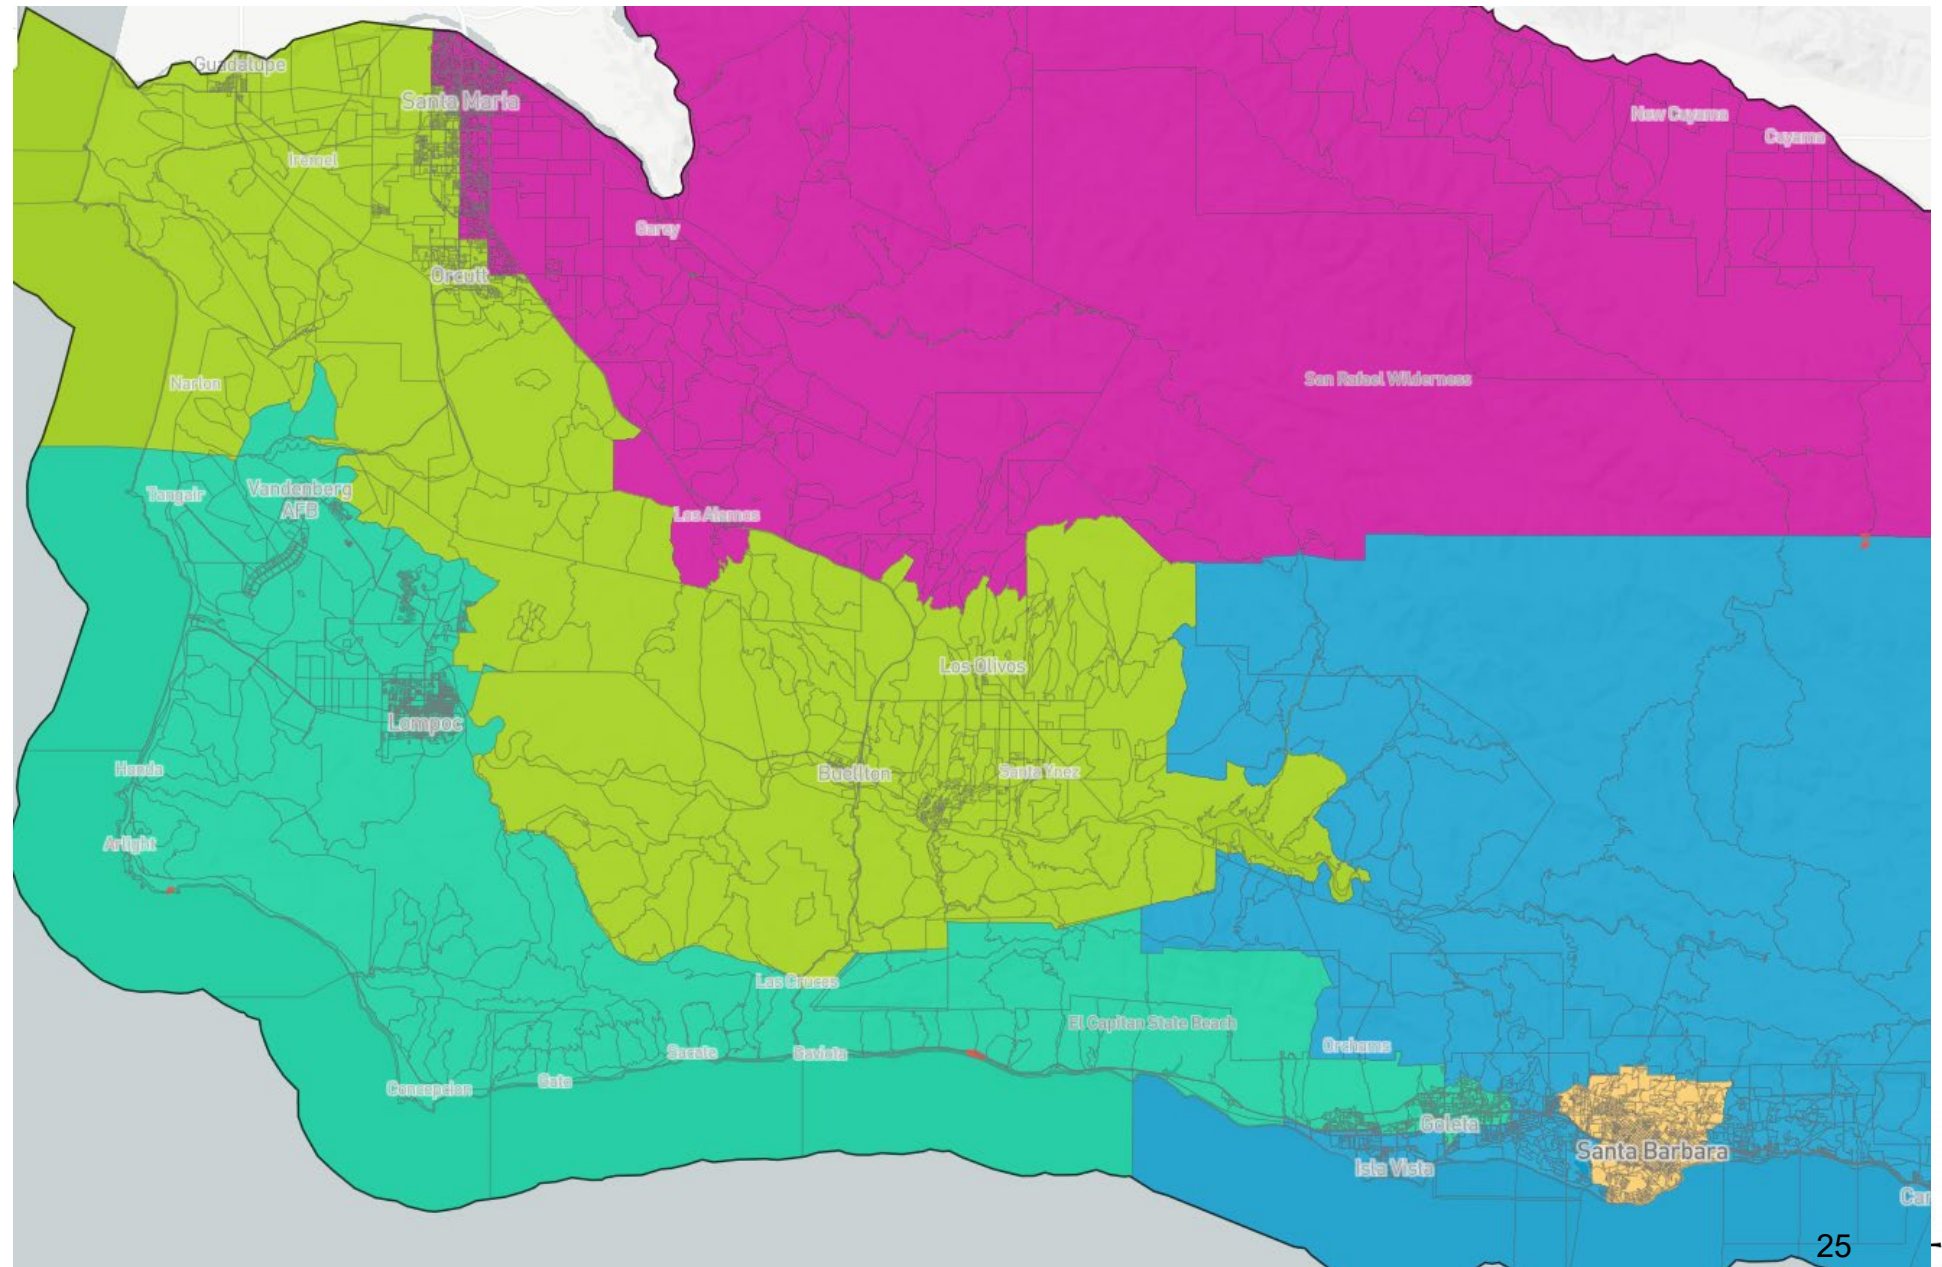 Guadalupe
Santa Maria
New Cuyama
Cuyama
Iremel
Garey
Orcutt
San Rafael Wilderness
Narlon
Tangair
Vandenberg
AFB
Los Alamos
Los Olivos
Lompoc
Honda
Buellton
Santa Ynez
Arlight
Las Cruces
El Capitan State Beach
Orchams
Sacate
Gaviota
Gato
Concepcion
Goleta
Santa Barbara
Isla Vista
Car
25